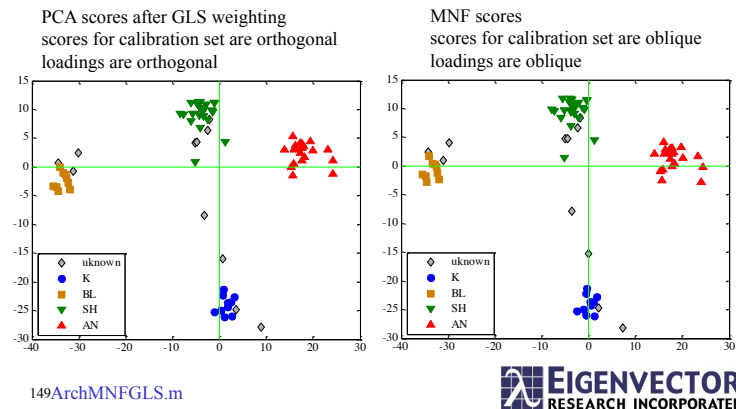 PCA scores after GLS weighting
scores for calibration set are orthogonal
loadings are orthogonal
15
10
5
0
-5
-10
-15
-20
-25
-30
-40
-30
-20
-10
0
10
20
30
uknown
K
BL
SH
AN
MNF scores
scores for calibration set are oblique
loadings are oblique
15
10
5
0
-5
-10
-15
-20
-25
-30
-40
-30
-20
-10
0
10
20
30
uknown
K
BL
SH
AN
149ArchMNFGLS.m
λ
EIGENVECTOR
RESEARCH INCORPORATED